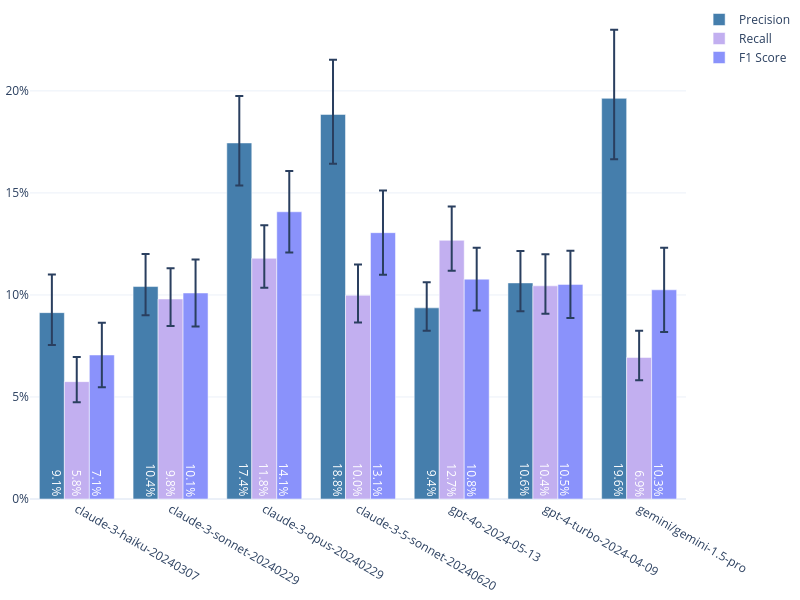 Precision
Recall
F1 Score
20%
15%
10%
5%
0%
9.1%
5.8%
7.1%
10.4%
9.8%
10.1%
17.4%
11.8%
14.1%
18.8%
10.0%
13.1%
9.4%
12.7%
10.8%
10.6%
10.4%
10.5%
19.6%
6.9%
10.3%
claude-3-haiku-20240307
claude-3-sonnet-20240229
claude-3-opus-20240229
claude-3-5-sonnet-20240620
gpt-4o-2024-05-13
gpt-4-turbo-2024-04-09
gemini/gemini-1.5-pro